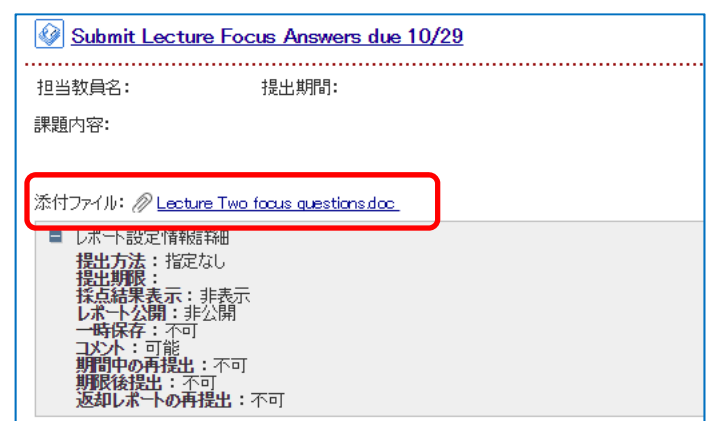 Submit Lecture Focus Answers due 10/29
担当教員名: 提出期間:
課題内容:
添付ファイル: Lecture Two focus questions.doc
レポート設定情報詳細
提出方法：指定なし
提出期限：
採点結果表示：非表示
レポート公開：非公開
一時保存：不可
コメント：可能
期間中の再提出：不可
期限後提出：不可
返却レポートの再提出：不可